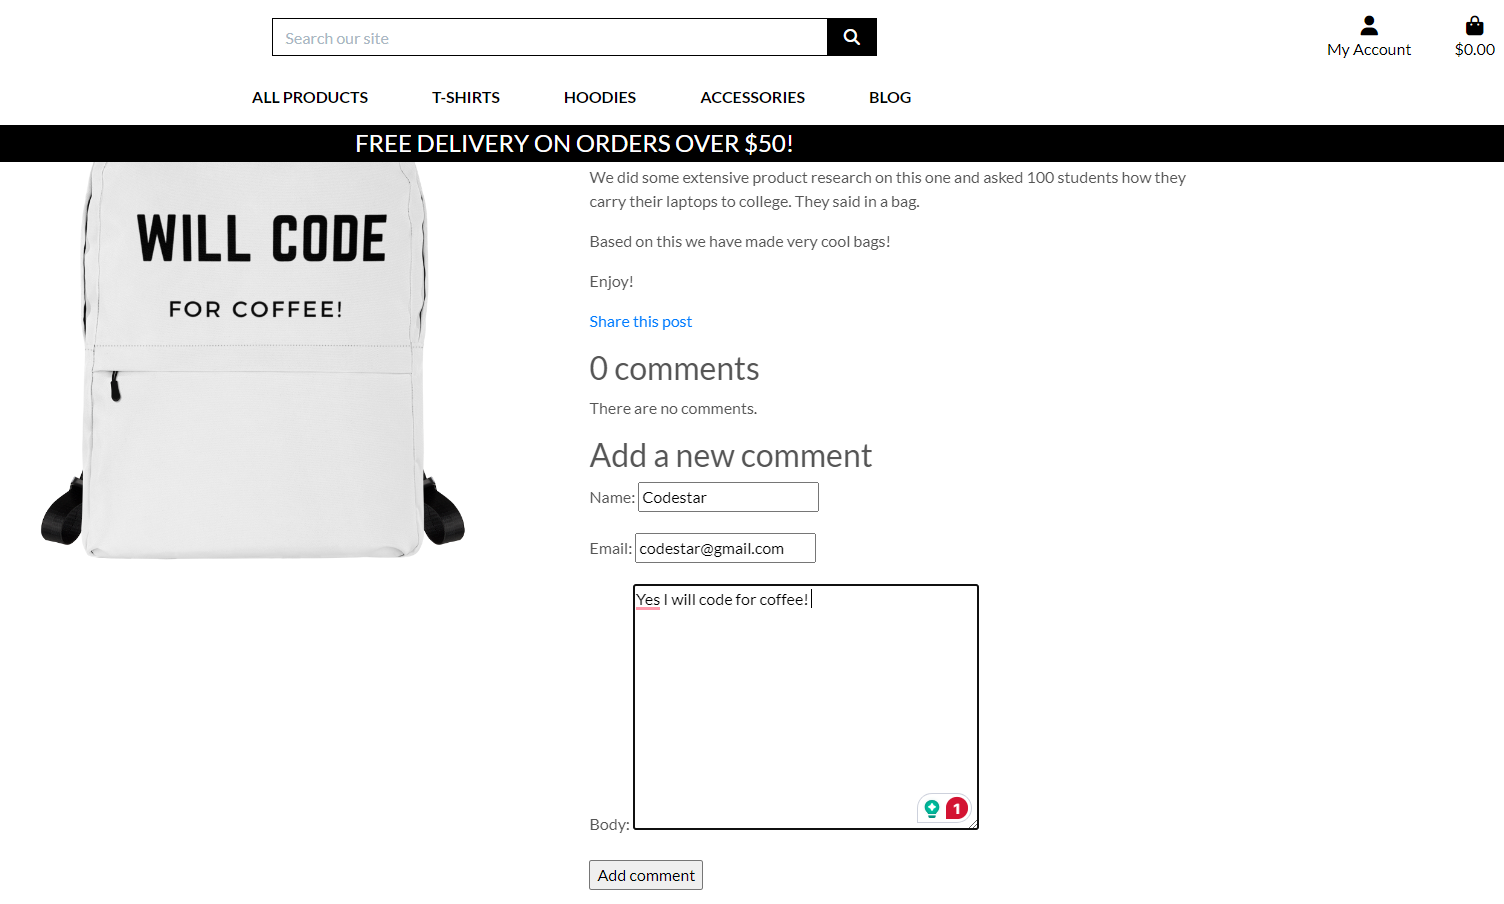 Search our site
My Account
$0.00
ALL PRODUCTS T-SHIRTS HOODIES ACCESSORIES BLOG
FREE DELIVERY ON ORDERS OVER $50!
WILL CODE
FOR COFFEE!
We did some extensive product research on this one and asked 100 students how they
carry their laptops to college. They said in a bag.
Based on this we have made very cool bags!
Enjoy!
Share this post
0 comments
There are no comments.
Add a new comment
Name: Codestar
Email: codestar@gmail.com
Yes I will code for coffee!
1
Body:
Add comment